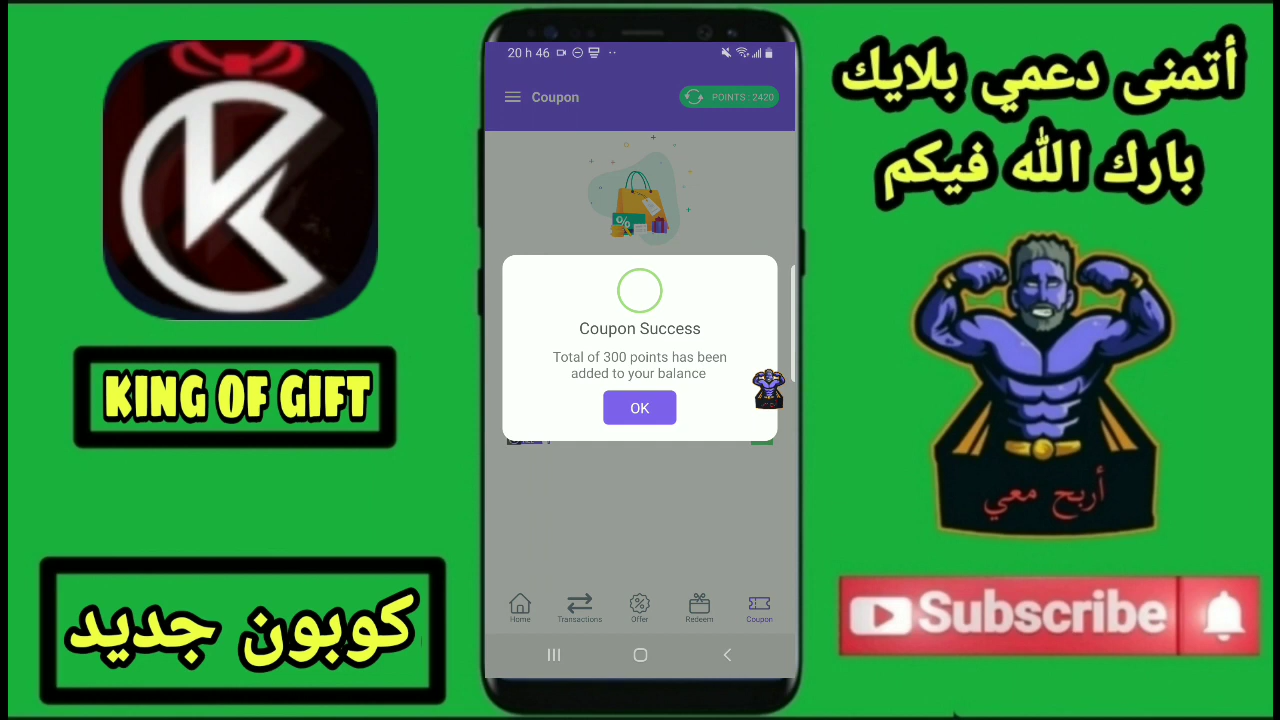 KING OF GIFT
كوبون جديد
20 h 46
Coupon
POINTS : 2420
%
Coupon Success
Total of 300 points has been
added to your balance
OK
Home
Transactions
Offer
Redeem
Coupon
أتمنى دعمي بلايك
بارك الله فيكم
أربح معي
Subscribe